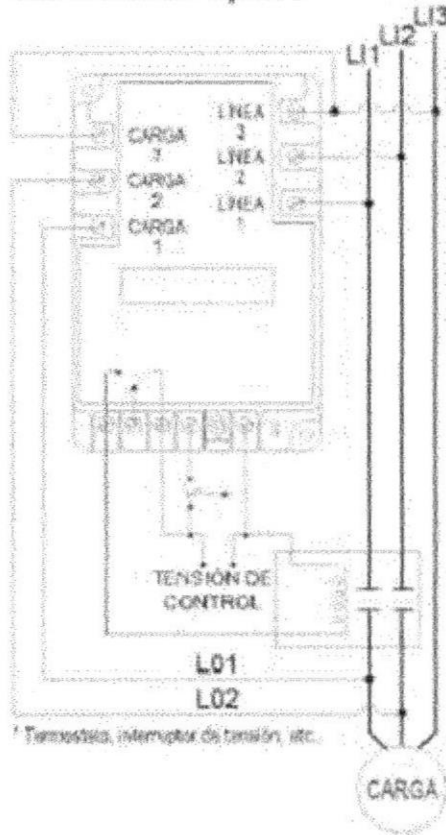 LI1 LI2 LI3
CARGA
3
CARGA
2
CARGA
1
LÍNEA
3
LÍNEA
2
LÍNEA
1
TENSIÓN DE
CONTROL
L01
L02
* Termostato, interruptor de tensión, etc.
CARGA